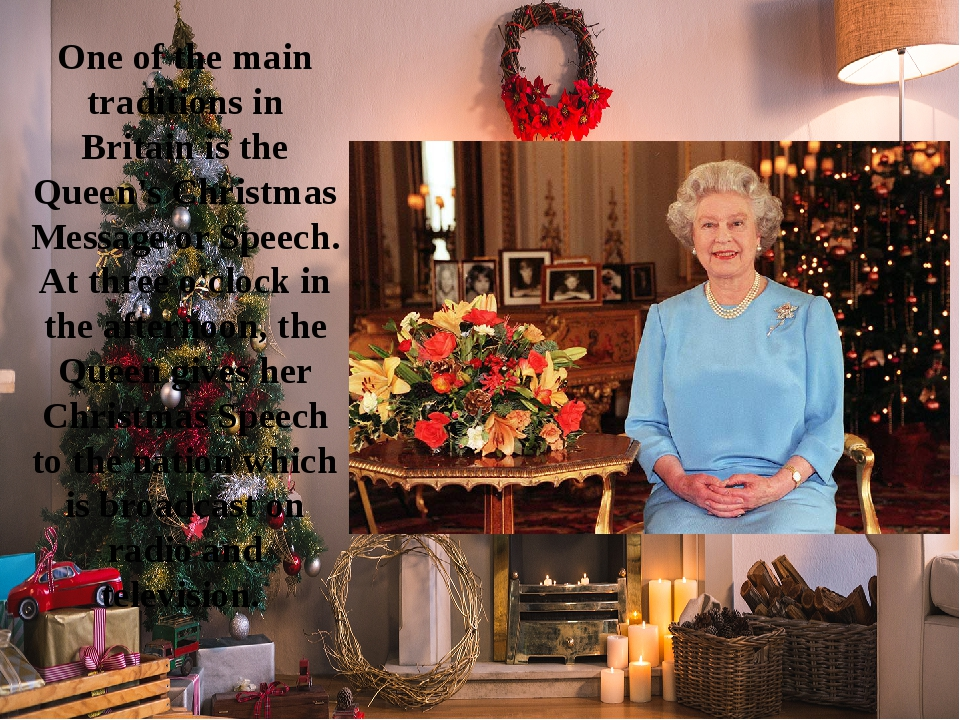 One of the main
traditions in
Britain is the
Queen's Christmas
Message or Speech.
At three o'clock in
the afternoon, the
Queen gives her
Christmas Speech
to the nation which
is broadcast on
radio and
television.